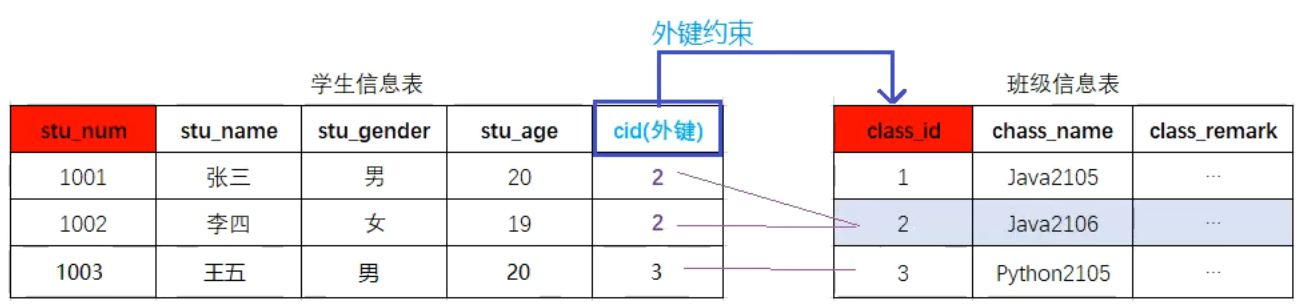 外键约束
学生信息表 班级信息表
stu_num stu_name stu_gender stu_age cid(外键) class_id chass_name class_remark
1001 张三 男 20 2 1 Java2105 ...
1002 李四 女 19 2 2 Java2106 ...
1003 王五 男 20 3 3 Python2105 ...